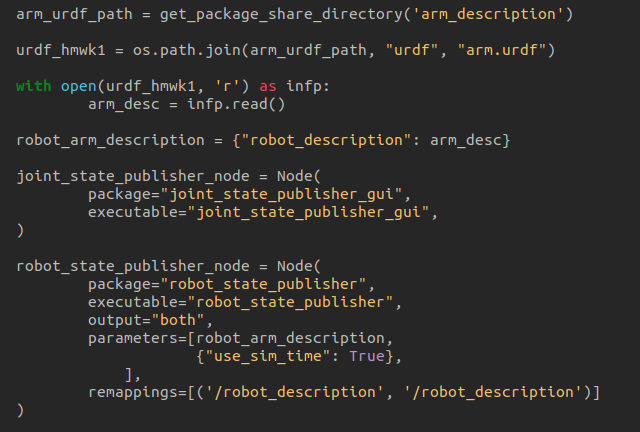 arm_urdf_path = get_package_share_directory('arm_description')
urdf_hmwk1 = os.path.join(arm_urdf_path, "urdf", "arm.urdf")
with open(urdf_hmwk1, 'r') as infp:
        arm_desc = infp.read()
robot_arm_description = {"robot_description": arm_desc}
joint_state_publisher_node = Node(
        package="joint_state_publisher_gui",
        executable="joint_state_publisher_gui",
)
robot_state_publisher_node = Node(
        package="robot_state_publisher",
        executable="robot_state_publisher",
        output="both",
        parameters=[robot_arm_description,
                    {"use_sim_time": True},
            ],
        remappings=[('/robot_description', '/robot_description')]
)